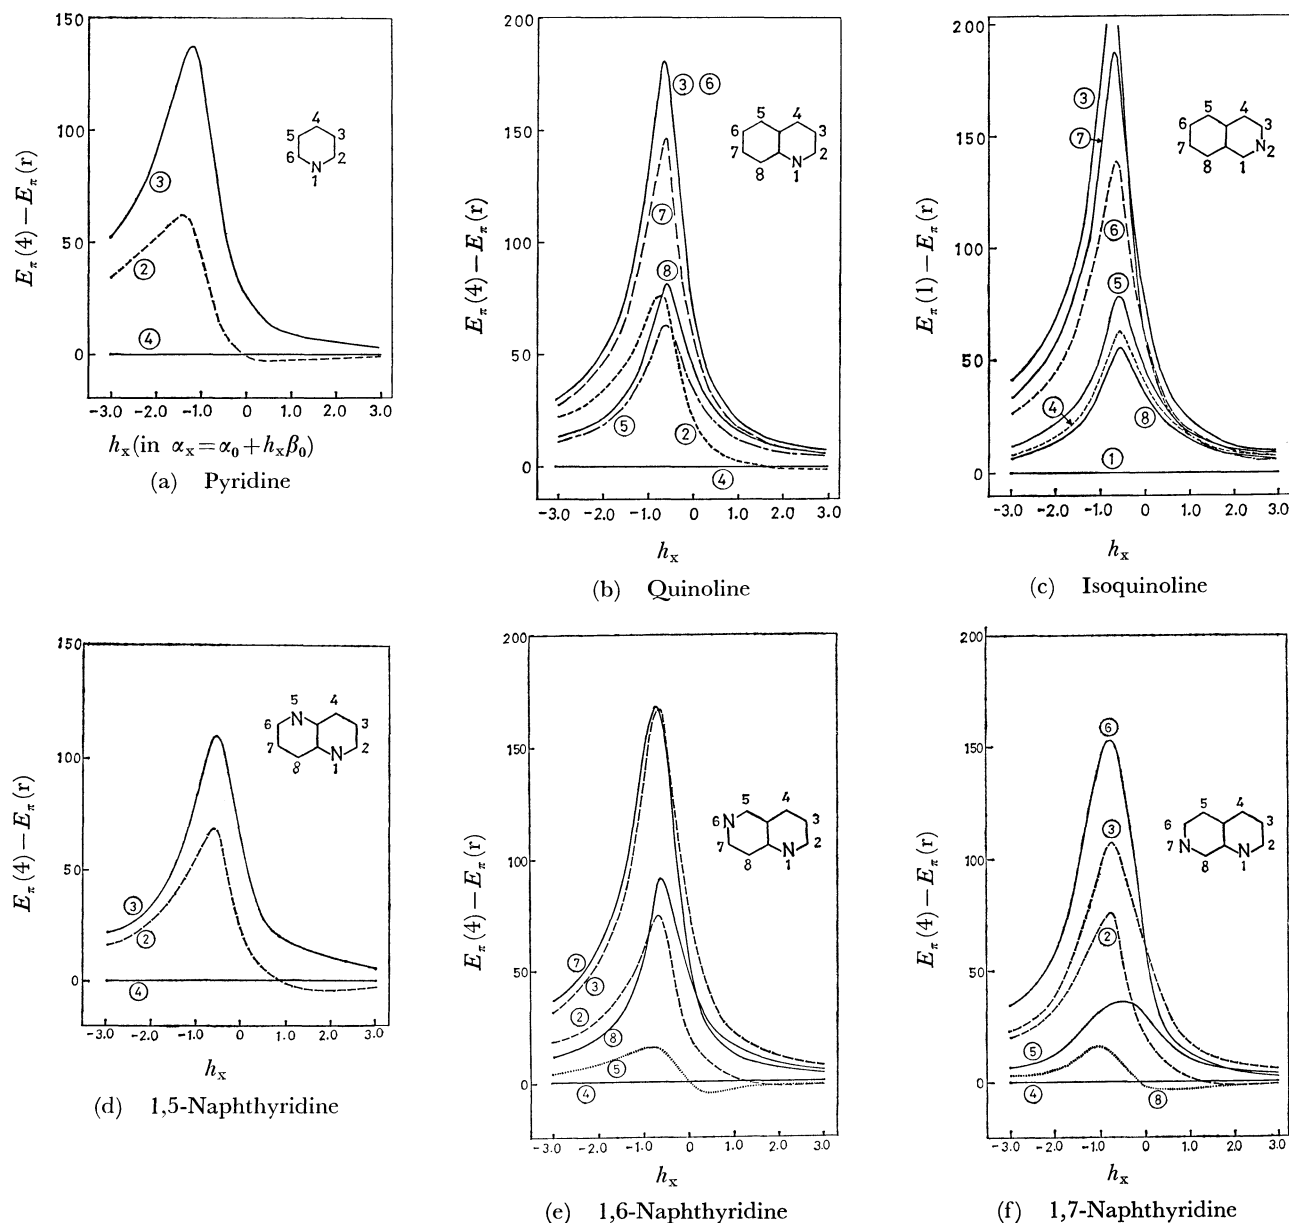 150
100
50
0
E_π(4) − E_π(r)
4
5
3
6
2
N
1
③
②
④
-3.0 -2.0 -1.0 0 1.0 2.0 3.0
h_x (in α_x = α_0 + h_x β_0)
(a) Pyridine
200
150
100
50
0
E_π(4) − E_π(r)
③ ⑥
5 4
6 3
7 2
8 N
1
⑦
⑧
⑤
②
④
-3.0 -2.0 -1.0 0 1.0 2.0 3.0
h_x
(b) Quinoline
200
150
100
50
0
E_π(1) − E_π(r)
③
⑦
5 4
6 3
7 N 2
8 1
⑥
⑤
④
⑧
①
-3.0 -2.0 -1.0 0 1.0 2.0 3.0
h_x
(c) Isoquinoline
150
100
50
0
E_π(4) − E_π(r)
5 4
N
6 3
7 2
8 N
1
③
②
④
-3.0 -2.0 -1.0 0 1.0 2.0 3.0
h_x
(d) 1,5-Naphthyridine
200
150
100
50
0
E_π(4) − E_π(r)
5 4
6 N 3
7 2
8 N
1
⑦
③
②
⑧
⑤
④
-3.0 -2.0 -1.0 0 1.0 2.0 3.0
h_x
(e) 1,6-Naphthyridine
200
150
100
50
0
E_π(4) − E_π(r)
⑥
5 4
6 3
7 N 2
8 N
1
③
②
⑤
④
⑧
-3.0 -2.0 -1.0 0 1.0 2.0 3.0
h_x
(f) 1,7-Naphthyridine